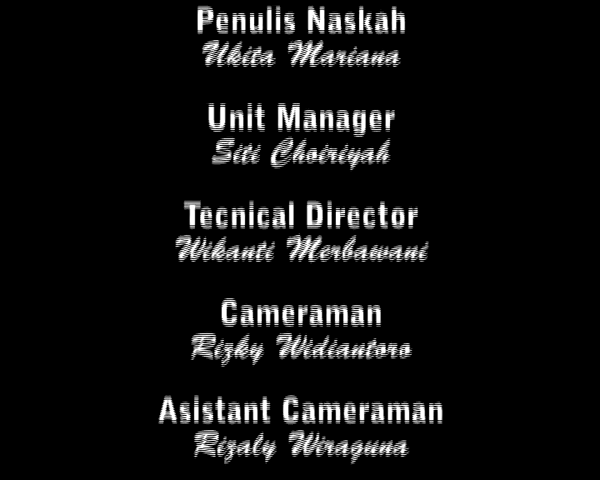 Penulis Naskah
Ukita Mariana
Unit Manager
Siti Choiriyah
Tecnical Director
Wikanti Merbawani
Cameraman
Rizky Widiantoro
Asistant Cameraman
Rizaly Wiraguna